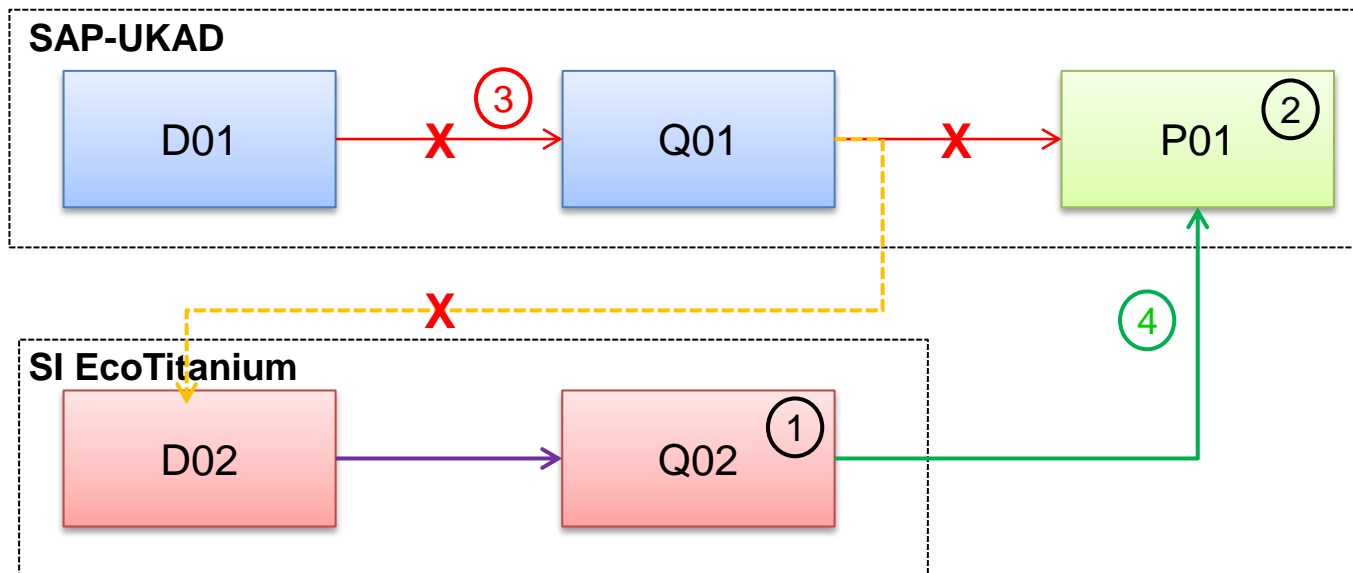 SAP-UKAD
D01
X
3
Q01
X
P01
2
X
4
SI EcoTitanium
D02
Q02
1